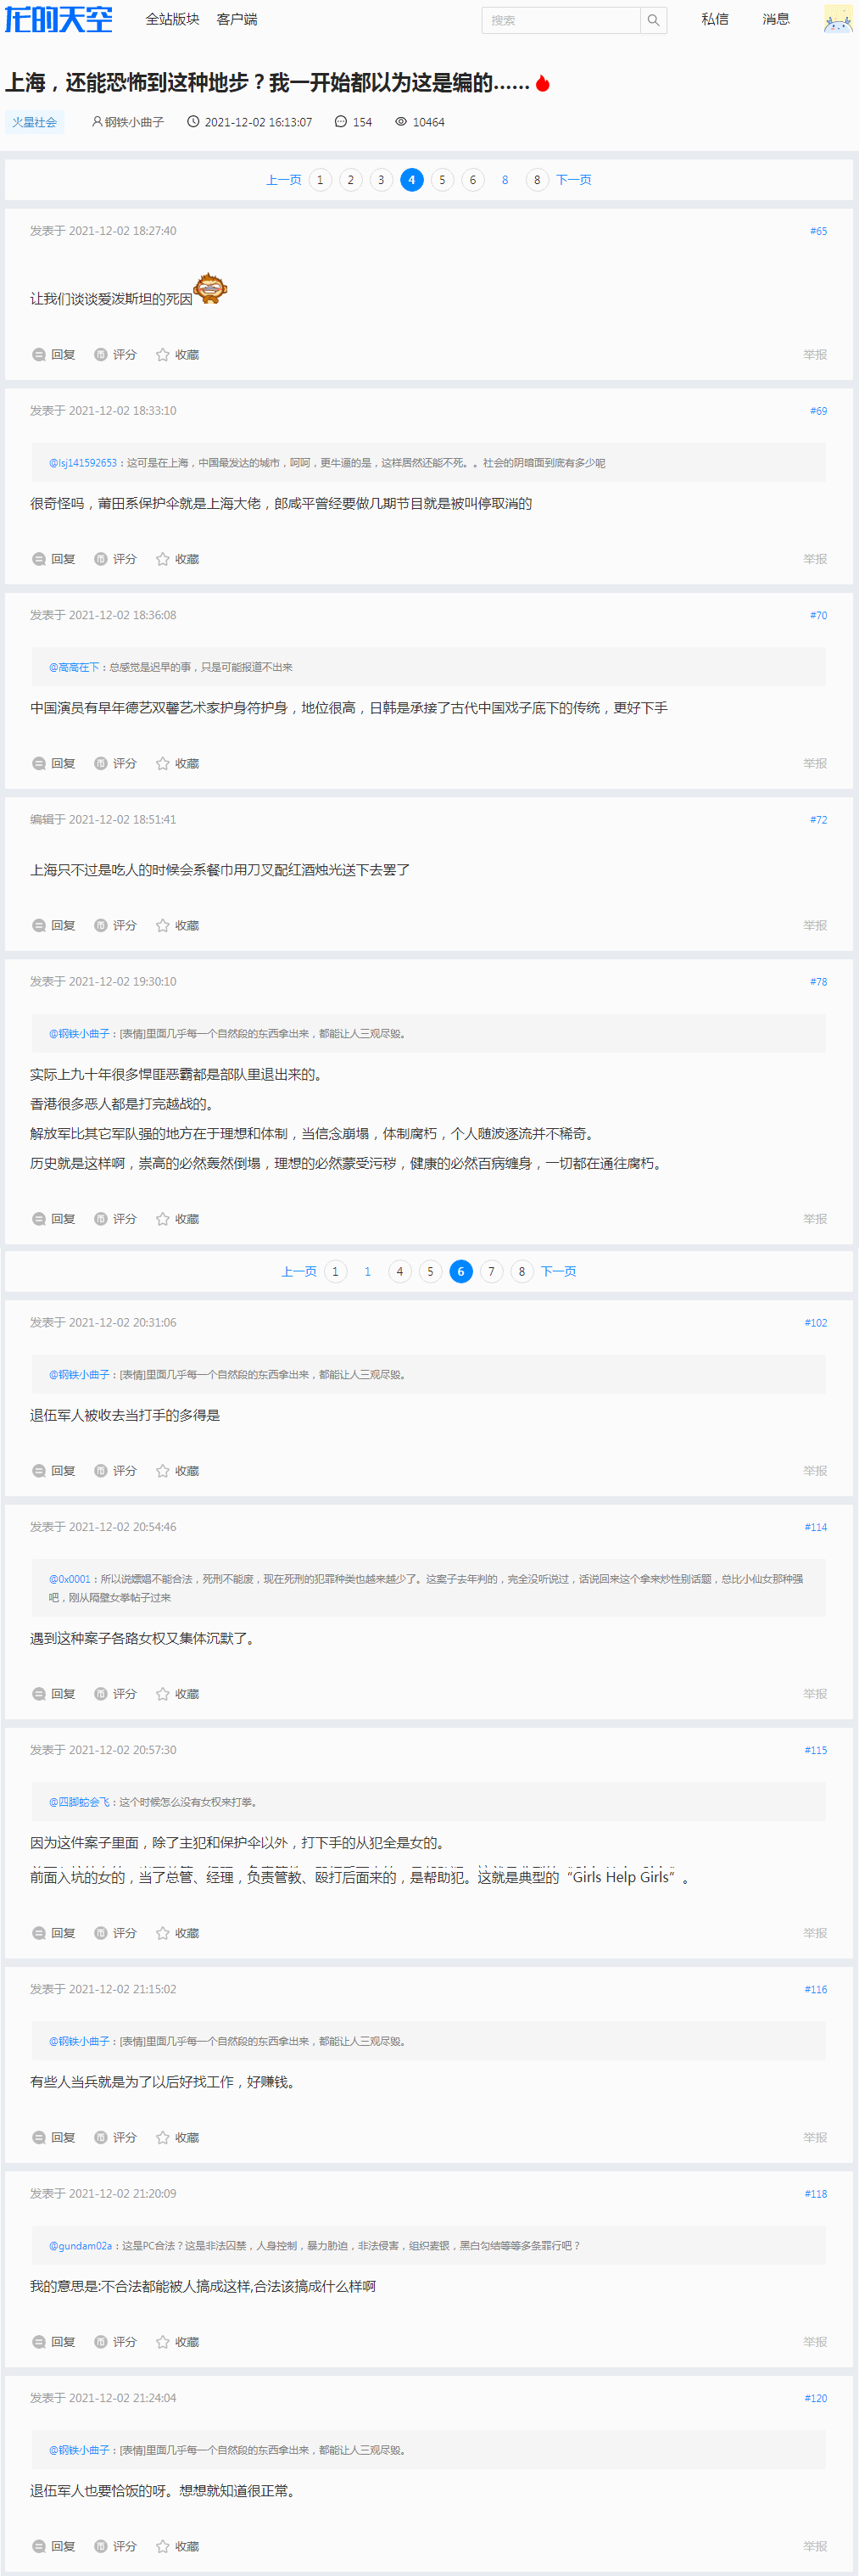 龙的天空 全站版块 客户端 搜索 私信 消息
上海，还能恐怖到这种地步？我一开始都以为这是编的……
火星社会 钢铁小曲子 2021-12-02 16:13:07 154 10464
上一页 1 2 3 4 5 6 8 8 下一页
发表于 2021-12-02 18:27:40 #65
让我们谈谈爱泼斯坦的死因
回复 评分 收藏 举报
发表于 2021-12-02 18:33:10 #69
@lsj141592653：这可是在上海，中国最发达的城市，呵呵，更牛逼的是，这样居然还能不死。。社会的阴暗面到底有多少呢
很奇怪吗，莆田系保护伞就是上海大佬，郎咸平曾经要做几期节目就是被叫停取消的
回复 评分 收藏 举报
发表于 2021-12-02 18:36:08 #70
@高高在下：总感觉是迟早的事，只是可能报道不出来
中国演员有早年德艺双馨艺术家护身符护身，地位很高，日韩是承接了古代中国戏子底下的传统，更好下手
回复 评分 收藏 举报
编辑于 2021-12-02 18:51:41 #72
上海只不过是吃人的时候会系餐巾用刀叉配红酒烛光送下去罢了
回复 评分 收藏 举报
发表于 2021-12-02 19:30:10 #78
@钢铁小曲子：[表情]里面几乎每一个自然段的东西拿出来，都能让人三观尽毁。
实际上九十年很多悍匪恶霸都是部队里退出来的。
香港很多恶人都是打完越战的。
解放军比其它军队强的地方在于理想和体制，当信念崩塌，体制腐朽，个人随波逐流并不稀奇。
历史就是这样啊，崇高的必然轰然倒塌，理想的必然蒙受污秽，健康的必然百病缠身，一切都在通往腐朽。
回复 评分 收藏 举报
上一页 1 1 4 5 6 7 8 下一页
发表于 2021-12-02 20:31:06 #102
@钢铁小曲子：[表情]里面几乎每一个自然段的东西拿出来，都能让人三观尽毁。
退伍军人被收去当打手的多得是
回复 评分 收藏 举报
发表于 2021-12-02 20:54:46 #114
@0x0001：所以说嫖娼不能合法，死刑不能废，现在死刑的犯罪种类也越来越少了。这案子去年判的，完全没听说过，话说回来这个拿来炒性别话题，总比小仙女那种强
吧，刚从隔壁女拳帖子过来
遇到这种案子各路女权又集体沉默了。
回复 评分 收藏 举报
发表于 2021-12-02 20:57:30 #115
@四脚蛇会飞：这个时候怎么没有女权来打拳。
因为这件案子里面，除了主犯和保护伞以外，打下手的从犯全是女的。
前面入坑的女的，当了总管、经理，负责管教、殴打后面来的，是帮助犯。这就是典型的“Girls Help Girls”。
回复 评分 收藏 举报
发表于 2021-12-02 21:15:02 #116
@钢铁小曲子：[表情]里面几乎每一个自然段的东西拿出来，都能让人三观尽毁。
有些人当兵就是为了以后好找工作，好赚钱。
回复 评分 收藏 举报
发表于 2021-12-02 21:20:09 #118
@gundam02a：这是PC合法？这是非法囚禁，人身控制，暴力胁迫，非法侵害，组织麦银，黑白勾结等等多条罪行吧？
我的意思是:不合法都能被人搞成这样,合法该搞成什么样啊
回复 评分 收藏 举报
发表于 2021-12-02 21:24:04 #120
@钢铁小曲子：[表情]里面几乎每一个自然段的东西拿出来，都能让人三观尽毁。
退伍军人也要恰饭的呀。想想就知道很正常。
回复 评分 收藏 举报